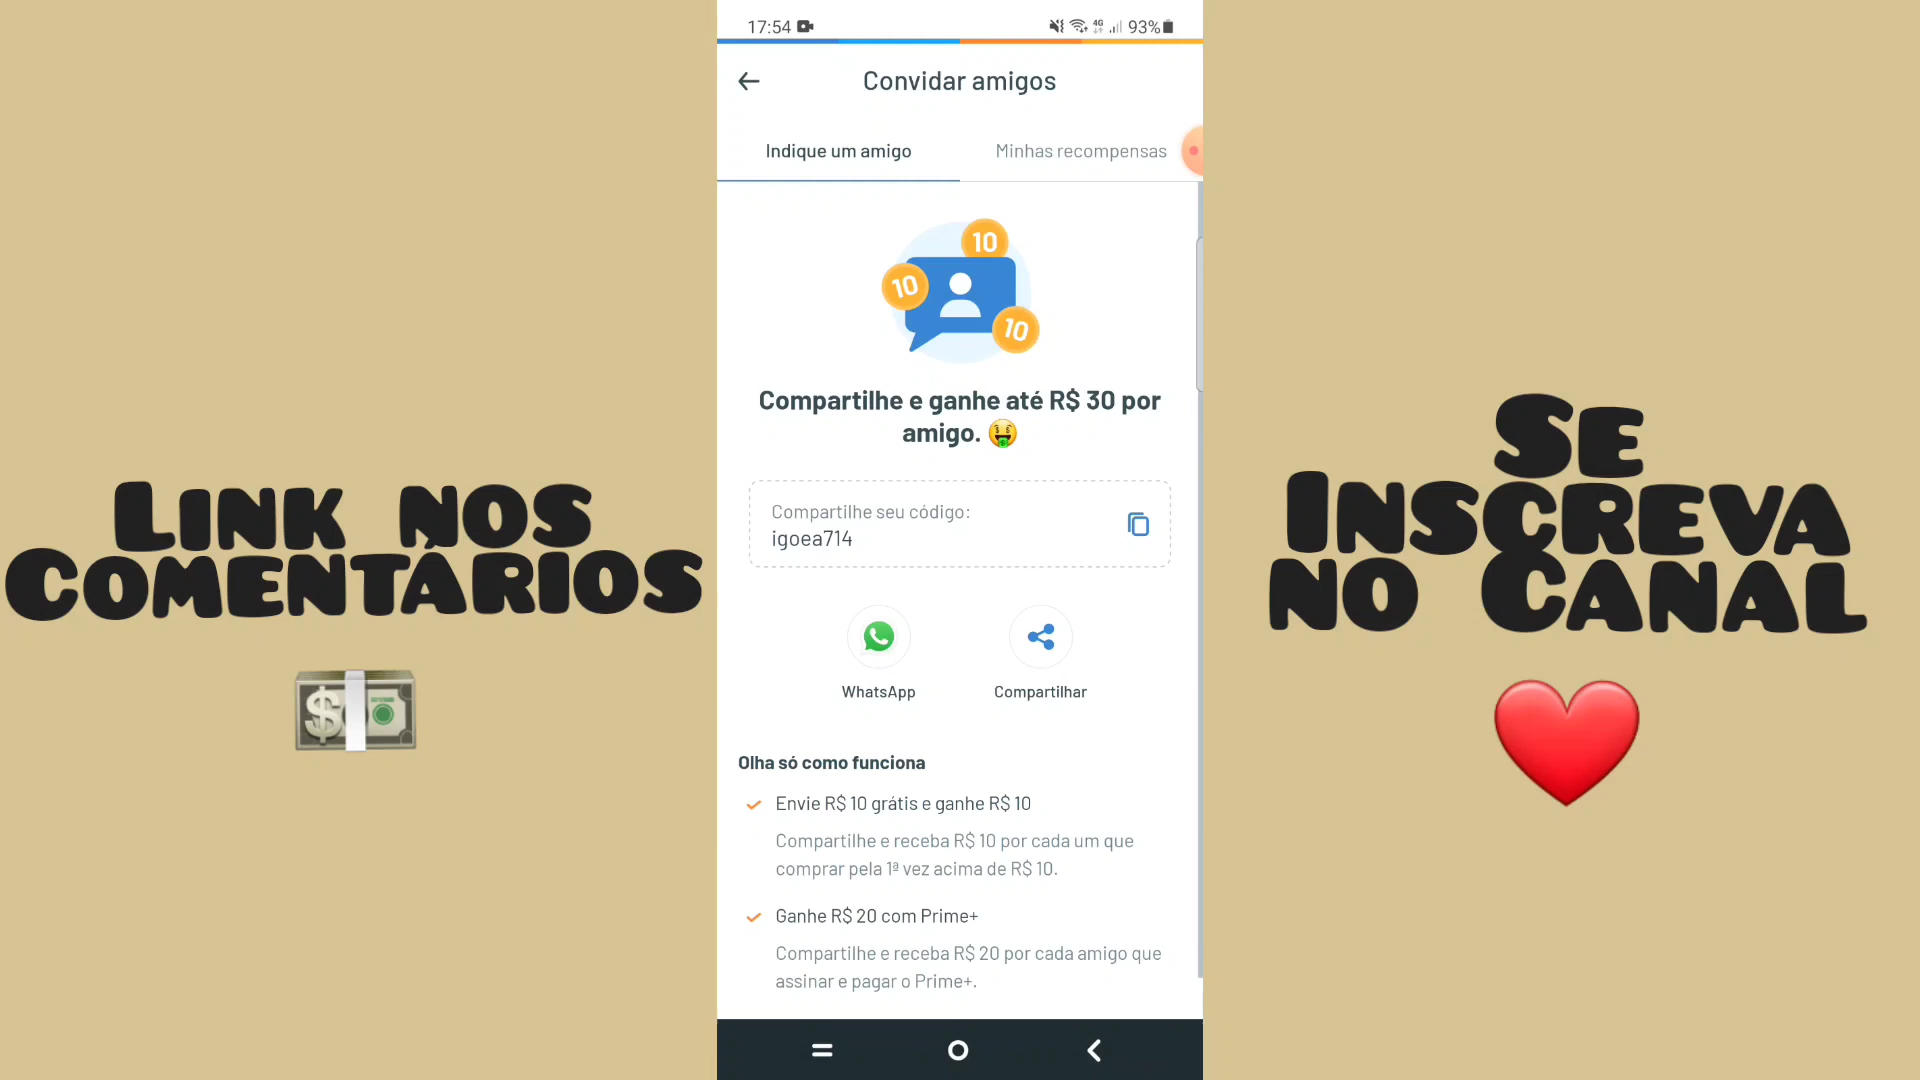 17:54
4G
93%
Convidar amigos
Indique um amigo
Minhas recompensas
10
10
10
Compartilhe e ganhe até R$ 30 por
amigo. 🤑
Compartilhe seu código:
igoea714
WhatsApp
Compartilhar
Olha só como funciona
Envie R$ 10 grátis e ganhe R$ 10
Compartilhe e receba R$ 10 por cada um que
comprar pela 1ª vez acima de R$ 10.
Ganhe R$ 20 com Prime+
Compartilhe e receba R$ 20 por cada amigo que
assinar e pagar o Prime+.
Link nos
Comentários
$
Se
Inscreva
no Canal